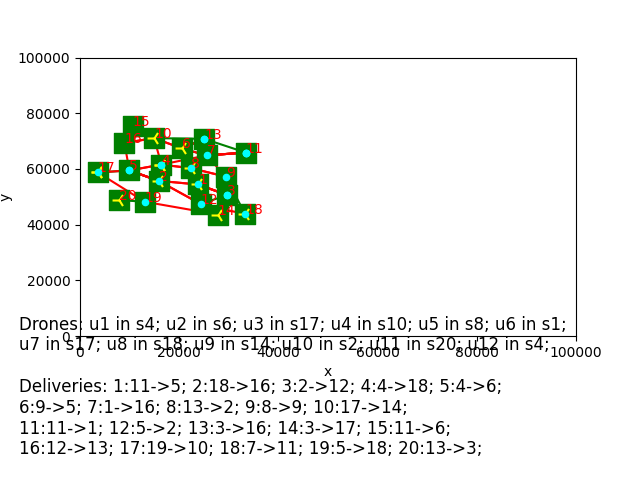 100000
80000
60000
40000
20000
0
y
0 20000 40000 60000 80000 100000
x
Drones: u1 in s4; u2 in s6; u3 in s17; u4 in s10; u5 in s8; u6 in s1;
u7 in s17; u8 in s18; u9 in s14; u10 in s2; u11 in s20; u12 in s4;
Deliveries: 1:11->5; 2:18->16; 3:2->12; 4:4->18; 5:4->6;
6:9->5; 7:1->16; 8:13->2; 9:8->9; 10:17->14;
11:11->1; 12:5->2; 13:3->16; 14:3->17; 15:11->6;
16:12->13; 17:19->10; 18:7->11; 19:5->18; 20:13->3;